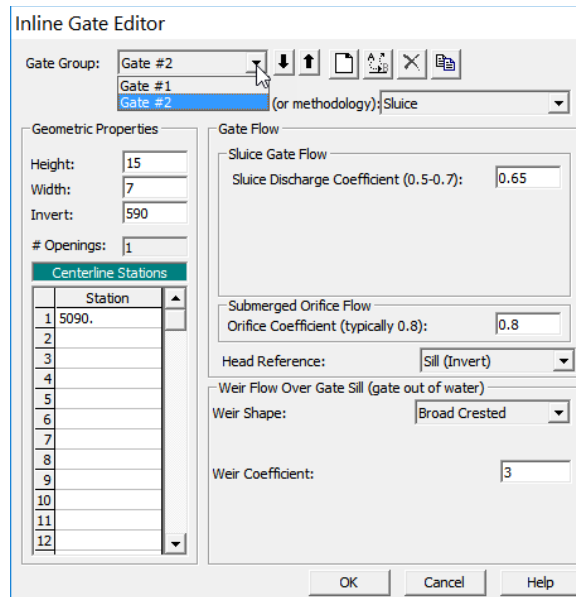 Inline Gate Editor
Gate Group: Gate #2
Gate #1
Gate #2
(or methodology): Sluice
Geometric Properties
Height: 15
Width: 7
Invert: 590
# Openings: 1
Centerline Stations
Station
1 5090.
2
3
4
5
6
7
8
9
10
11
12
Gate Flow
Sluice Gate Flow
Sluice Discharge Coefficient (0.5-0.7): 0.65
Submerged Orifice Flow
Orifice Coefficient (typically 0.8): 0.8
Head Reference: Sill (Invert)
Weir Flow Over Gate Sill (gate out of water)
Weir Shape: Broad Crested
Weir Coefficient: 3
OK Cancel Help